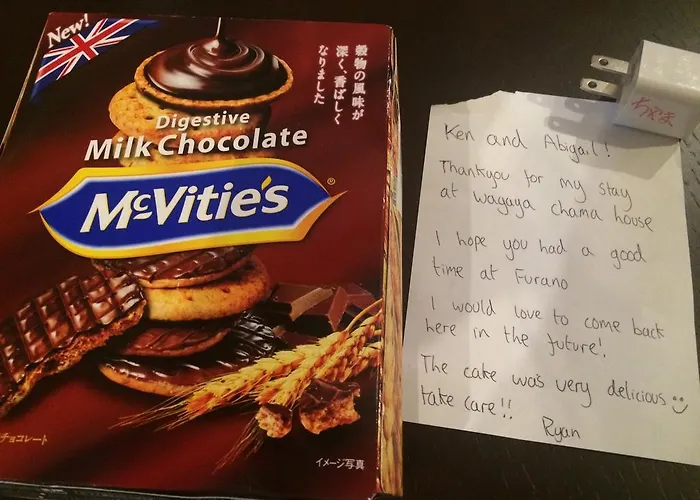 New!
穀物の風味が
深く、香ばしく
なりました
Digestive
Milk Chocolate
McVitie's
®
チョコレート
イメージ写真
Ken and Abigail!
Thankyou for my stay
at wagaya chama house
I hope you had a good
time at Furano
I would love to come back
here in the future!
The cake was very delicious
take care!!
Ryan